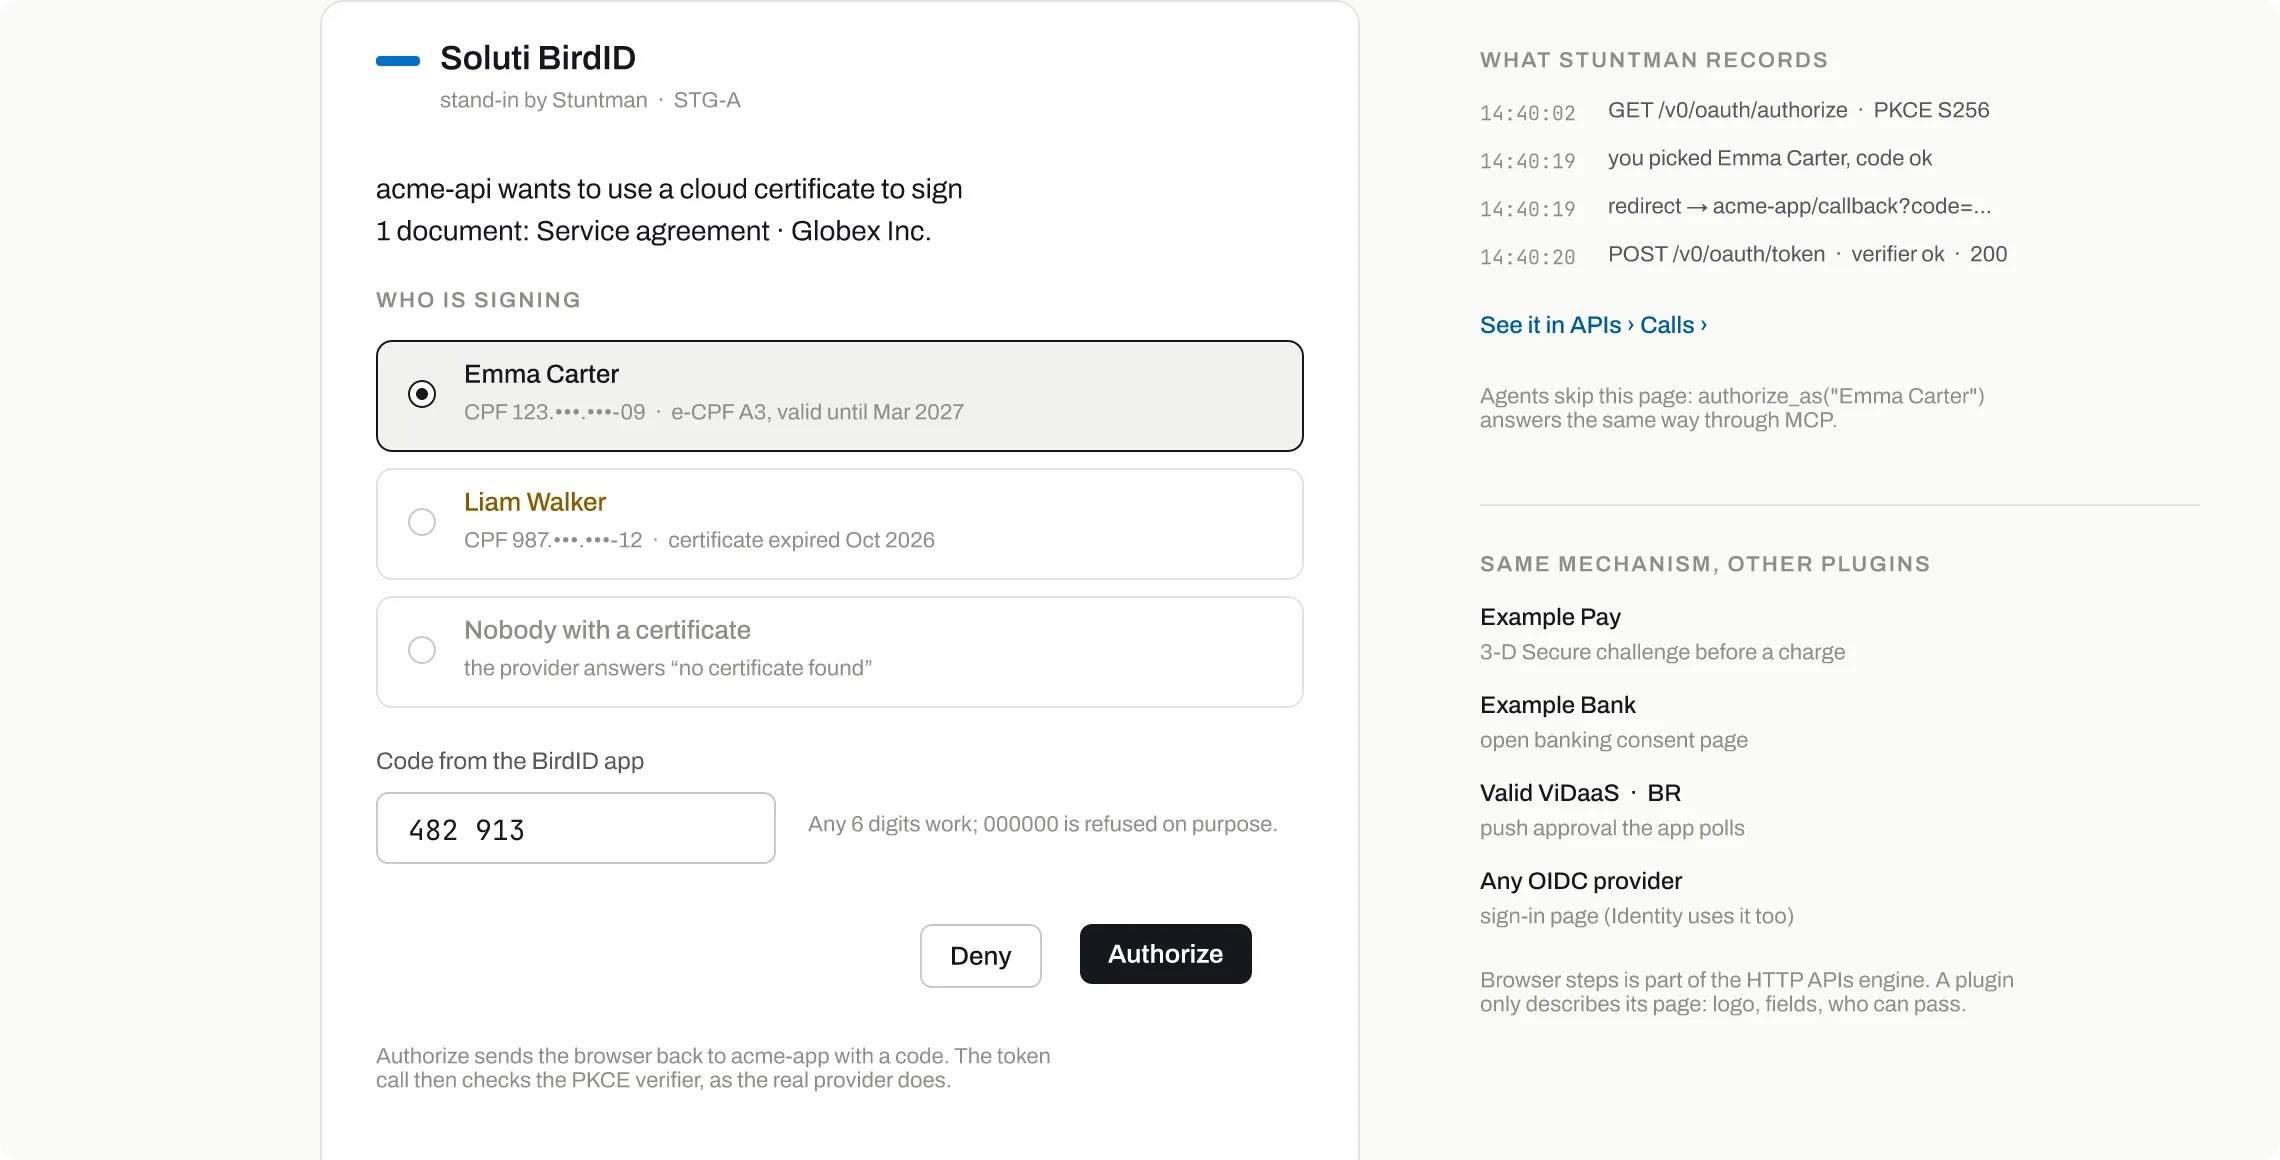 Soluti BirdID
stand-in by Stuntman · STG-A
acme-api wants to use a cloud certificate to sign
1 document: Service agreement · Globex Inc.
WHO IS SIGNING
Emma Carter
CPF 123.•••.•••-09 · e-CPF A3, valid until Mar 2027
Liam Walker
CPF 987.•••.•••-12 · certificate expired Oct 2026
Nobody with a certificate
the provider answers “no certificate found”
Code from the BirdID app
482 913
Any 6 digits work; 000000 is refused on purpose.
Deny
Authorize
Authorize sends the browser back to acme-app with a code. The token
call then checks the PKCE verifier, as the real provider does.
WHAT STUNTMAN RECORDS
14:40:02 GET /v0/oauth/authorize · PKCE S256
14:40:19 you picked Emma Carter, code ok
14:40:19 redirect → acme-app/callback?code=...
14:40:20 POST /v0/oauth/token · verifier ok · 200
See it in APIs › Calls ›
Agents skip this page: authorize_as("Emma Carter")
answers the same way through MCP.
SAME MECHANISM, OTHER PLUGINS
Example Pay
3-D Secure challenge before a charge
Example Bank
open banking consent page
Valid ViDaaS · BR
push approval the app polls
Any OIDC provider
sign-in page (Identity uses it too)
Browser steps is part of the HTTP APIs engine. A plugin
only describes its page: logo, fields, who can pass.